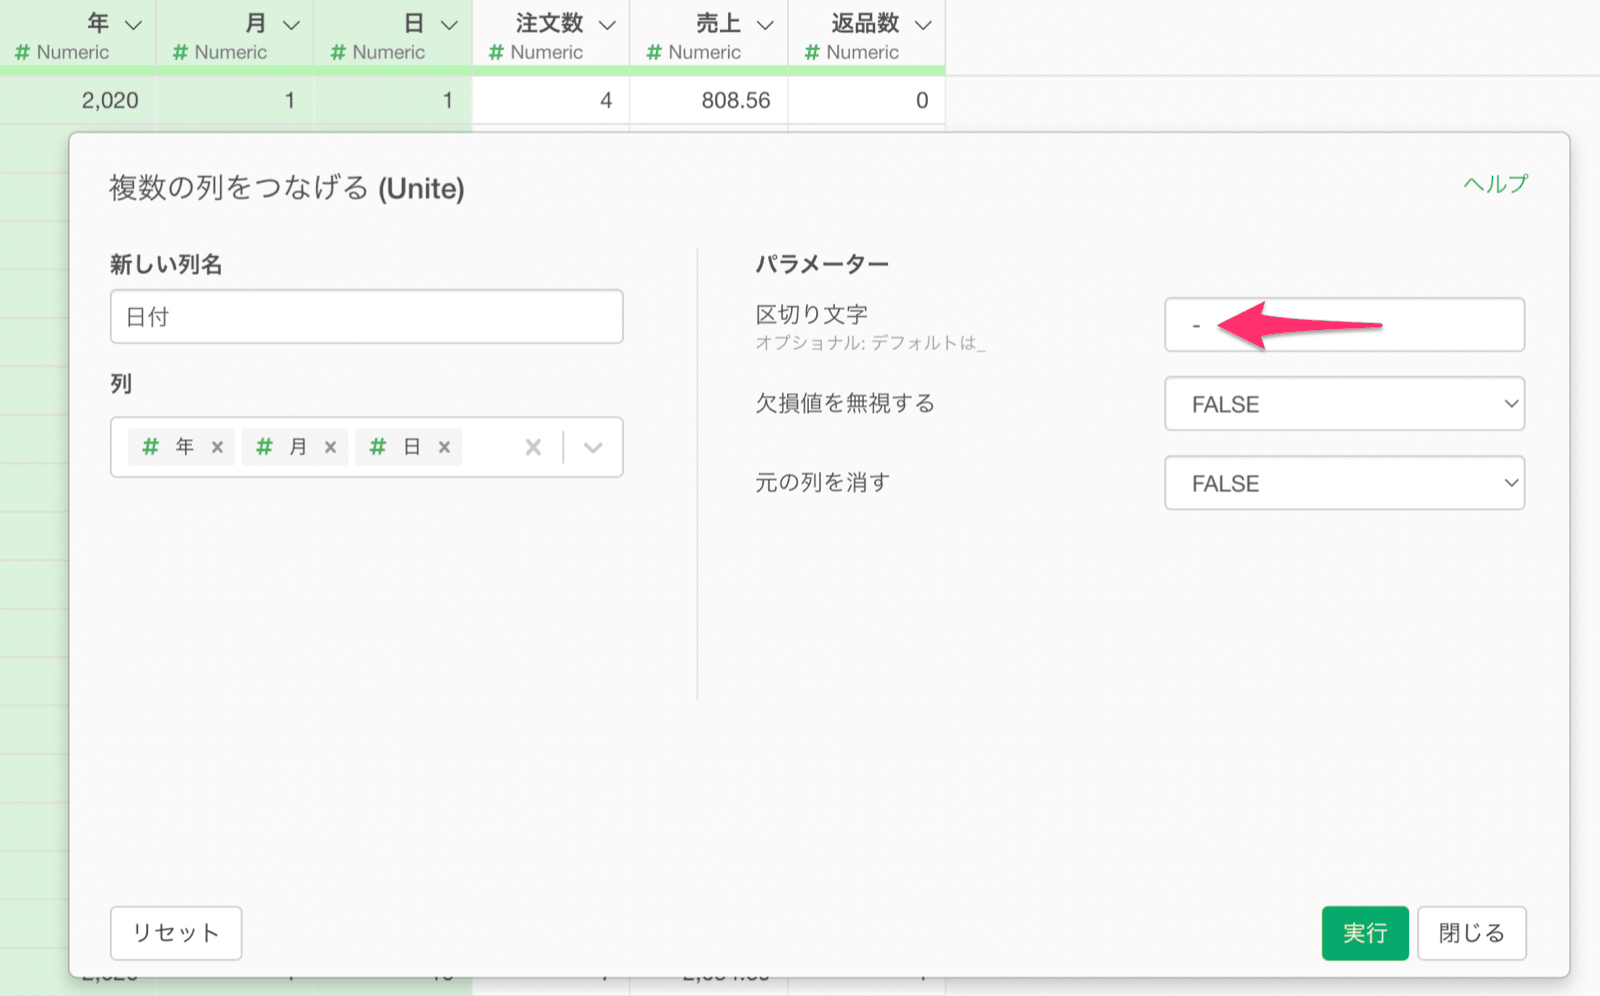 年 月 日 注文数 売上 返品数
# Numeric # Numeric # Numeric # Numeric # Numeric # Numeric
2,020 1 1 4 808.56 0
複数の列をつなげる (Unite)
ヘルプ
新しい列名
日付
列
# 年 × # 月 × # 日 ×
パラメーター
区切り文字
オプショナル: デフォルトは_
-
欠損値を無視する
FALSE
元の列を消す
FALSE
リセット
実行
閉じる